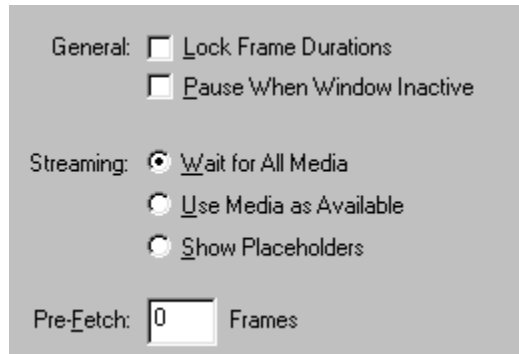 General: Lock Frame Durations
Pause When Window Inactive
Streaming: Wait for All Media
Use Media as Available
Show Placeholders
Pre-Fetch: 0 Frames